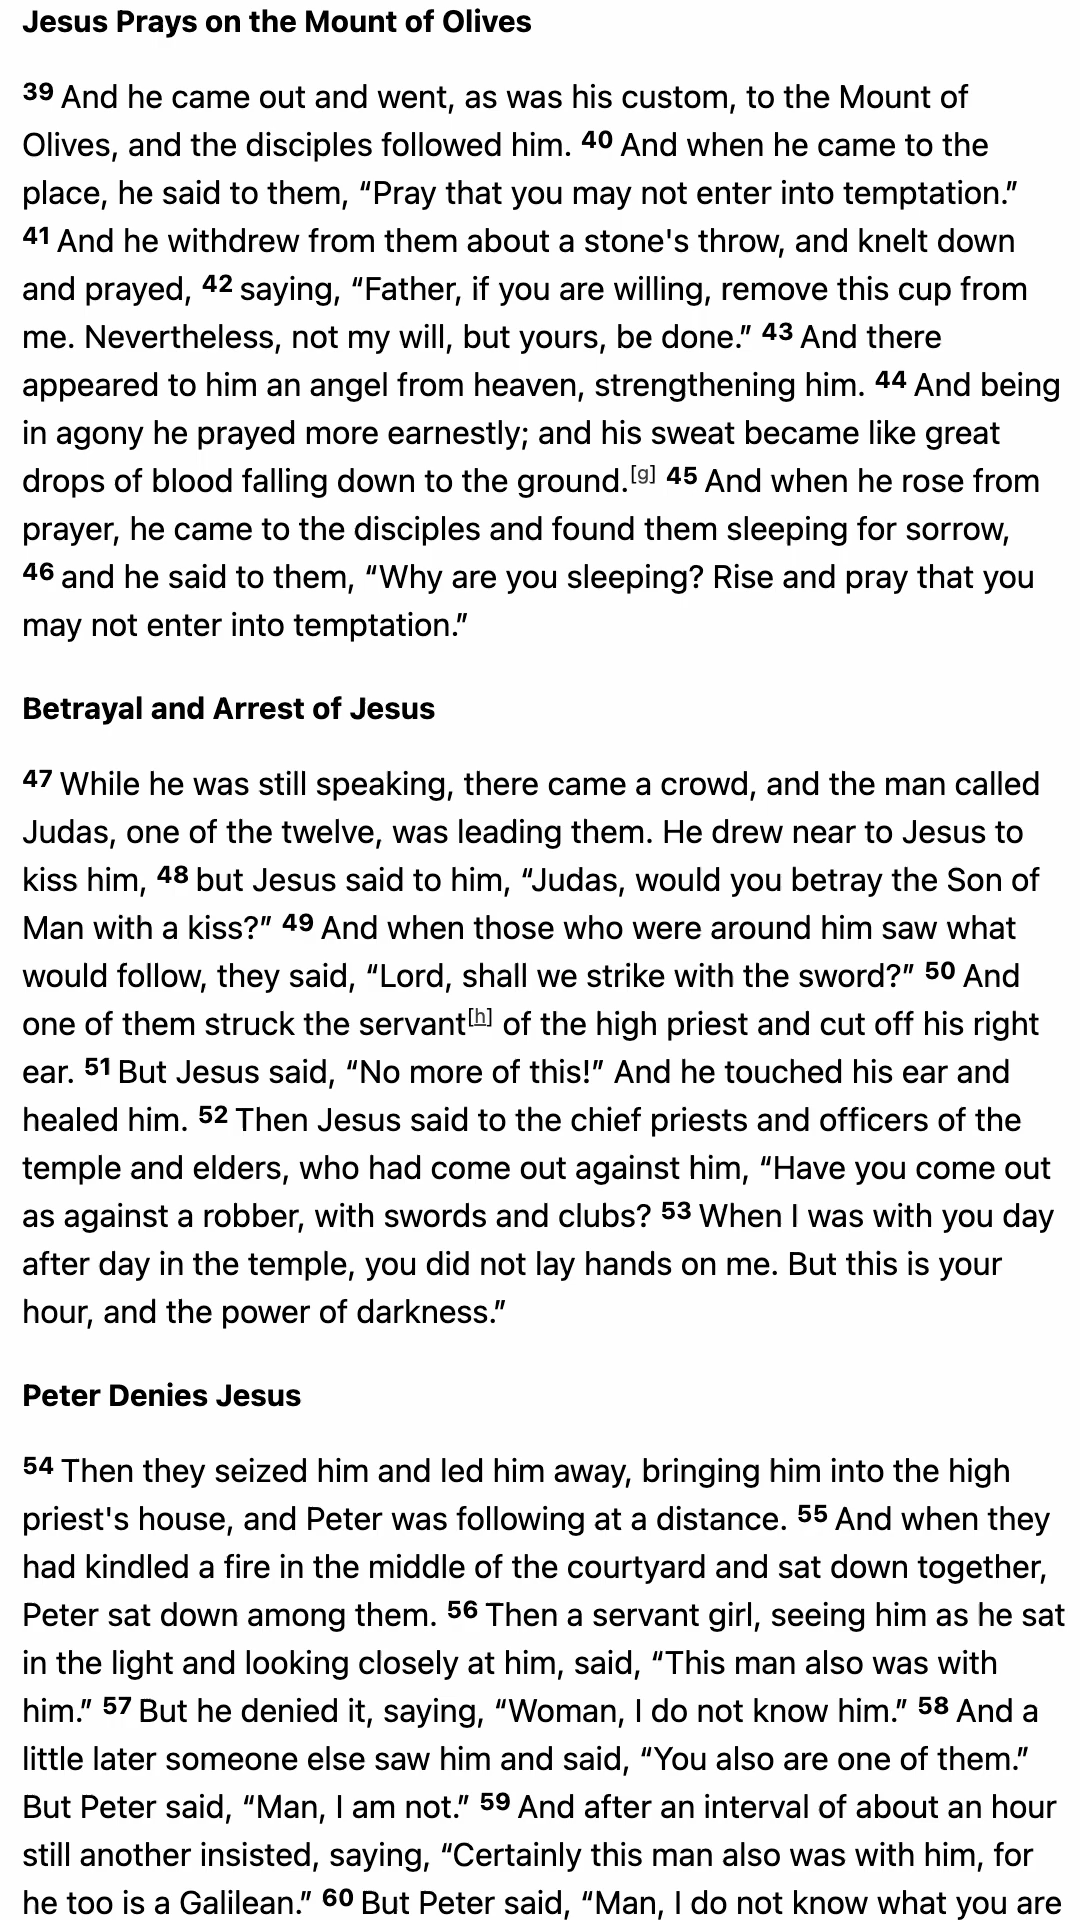 Jesus Prays on the Mount of Olives
39 And he came out and went, as was his custom, to the Mount of
Olives, and the disciples followed him. 40 And when he came to the
place, he said to them, “Pray that you may not enter into temptation.”
41 And he withdrew from them about a stone's throw, and knelt down
and prayed, 42 saying, “Father, if you are willing, remove this cup from
me. Nevertheless, not my will, but yours, be done.” 43 And there
appeared to him an angel from heaven, strengthening him. 44 And being
in agony he prayed more earnestly; and his sweat became like great
drops of blood falling down to the ground.[g] 45 And when he rose from
prayer, he came to the disciples and found them sleeping for sorrow,
46 and he said to them, “Why are you sleeping? Rise and pray that you
may not enter into temptation.”
Betrayal and Arrest of Jesus
47 While he was still speaking, there came a crowd, and the man called
Judas, one of the twelve, was leading them. He drew near to Jesus to
kiss him, 48 but Jesus said to him, “Judas, would you betray the Son of
Man with a kiss?” 49 And when those who were around him saw what
would follow, they said, “Lord, shall we strike with the sword?” 50 And
one of them struck the servant[h] of the high priest and cut off his right
ear. 51 But Jesus said, “No more of this!” And he touched his ear and
healed him. 52 Then Jesus said to the chief priests and officers of the
temple and elders, who had come out against him, “Have you come out
as against a robber, with swords and clubs? 53 When I was with you day
after day in the temple, you did not lay hands on me. But this is your
hour, and the power of darkness.”
Peter Denies Jesus
54 Then they seized him and led him away, bringing him into the high
priest's house, and Peter was following at a distance. 55 And when they
had kindled a fire in the middle of the courtyard and sat down together,
Peter sat down among them. 56 Then a servant girl, seeing him as he sat
in the light and looking closely at him, said, “This man also was with
him.” 57 But he denied it, saying, “Woman, I do not know him.” 58 And a
little later someone else saw him and said, “You also are one of them.”
But Peter said, “Man, I am not.” 59 And after an interval of about an hour
still another insisted, saying, “Certainly this man also was with him, for
he too is a Galilean.” 60 But Peter said, “Man, I do not know what you are